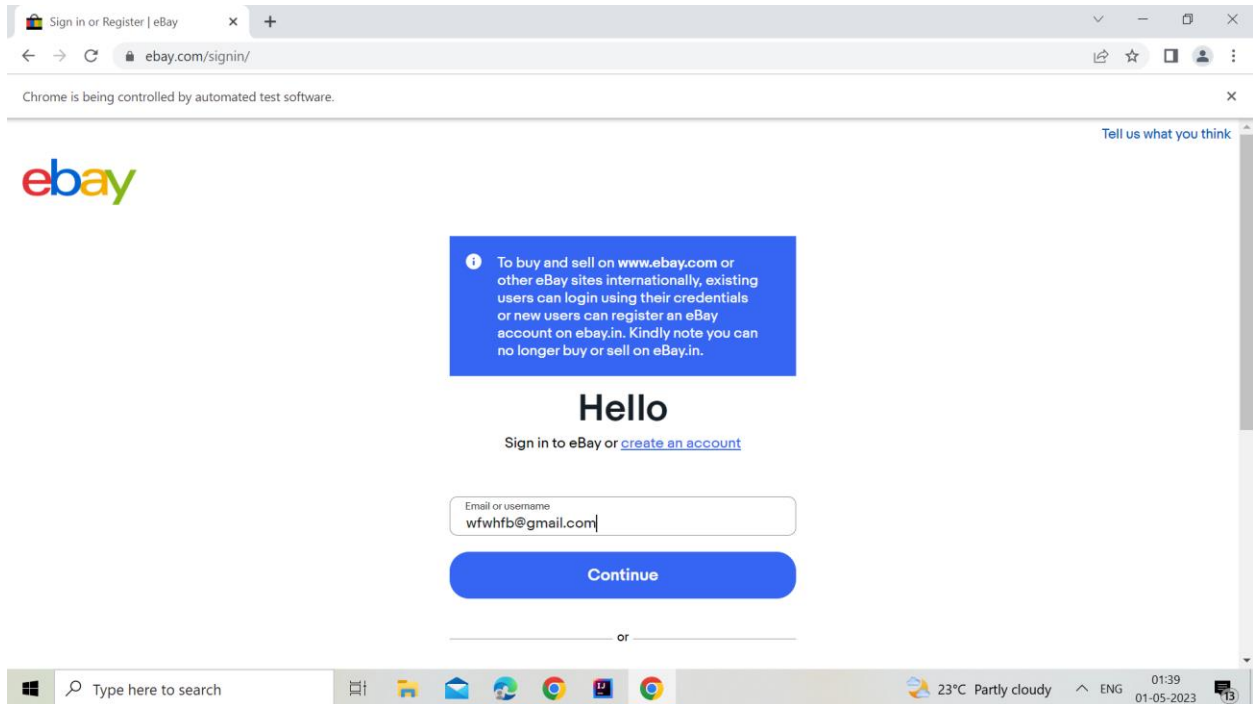 Sign in or Register | eBay
ebay.com/signin/
Chrome is being controlled by automated test software.
Tell us what you think
ebay
To buy and sell on www.ebay.com or
other eBay sites internationally, existing
users can login using their credentials
or new users can register an eBay
account on ebay.in. Kindly note you can
no longer buy or sell on eBay.in.
Hello
Sign in to eBay or create an account
Email or username
wfwhfb@gmail.com
Continue
or
Type here to search
23°C Partly cloudy
ENG
01:39
01-05-2023
13